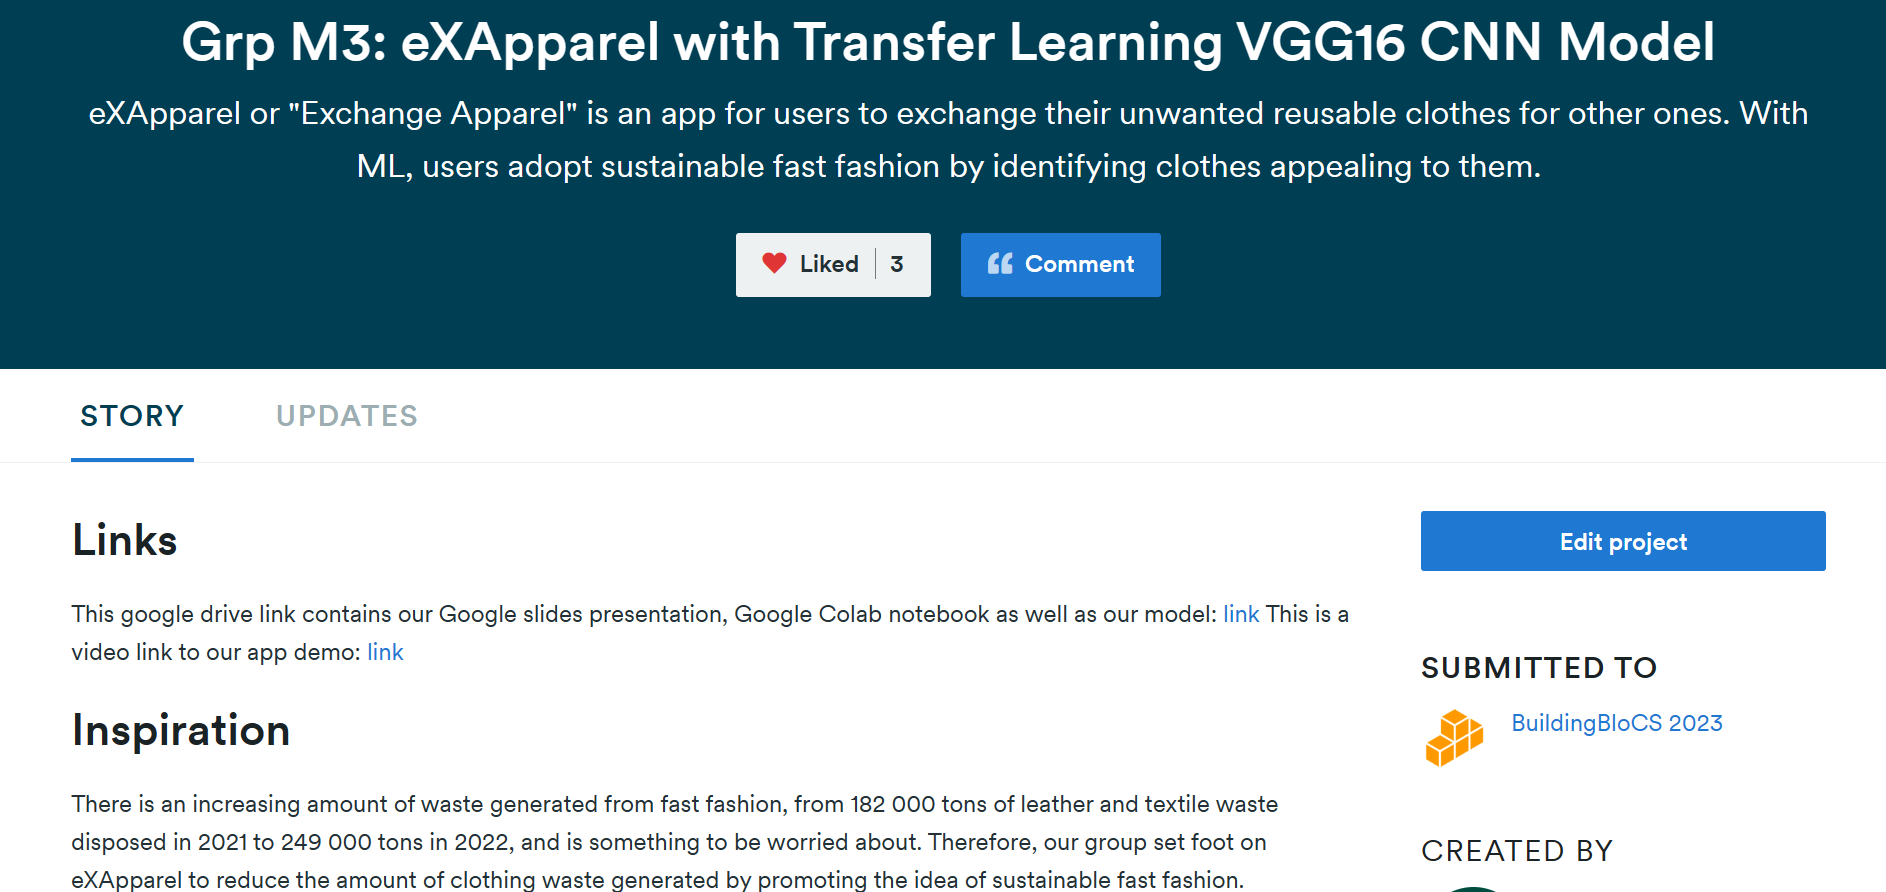 Grp M3: eXApparel with Transfer Learning VGG16 CNN Model
eXApparel or "Exchange Apparel" is an app for users to exchange their unwanted reusable clothes for other ones. With
ML, users adopt sustainable fast fashion by identifying clothes appealing to them.
Liked 3
Comment
STORY
UPDATES
Links
This google drive link contains our Google slides presentation, Google Colab notebook as well as our model: link This is a
video link to our app demo: link
Inspiration
There is an increasing amount of waste generated from fast fashion, from 182 000 tons of leather and textile waste
disposed in 2021 to 249 000 tons in 2022, and is something to be worried about. Therefore, our group set foot on
eXApparel to reduce the amount of clothing waste generated by promoting the idea of sustainable fast fashion.
Edit project
SUBMITTED TO
BuildingBloCS 2023
CREATED BY